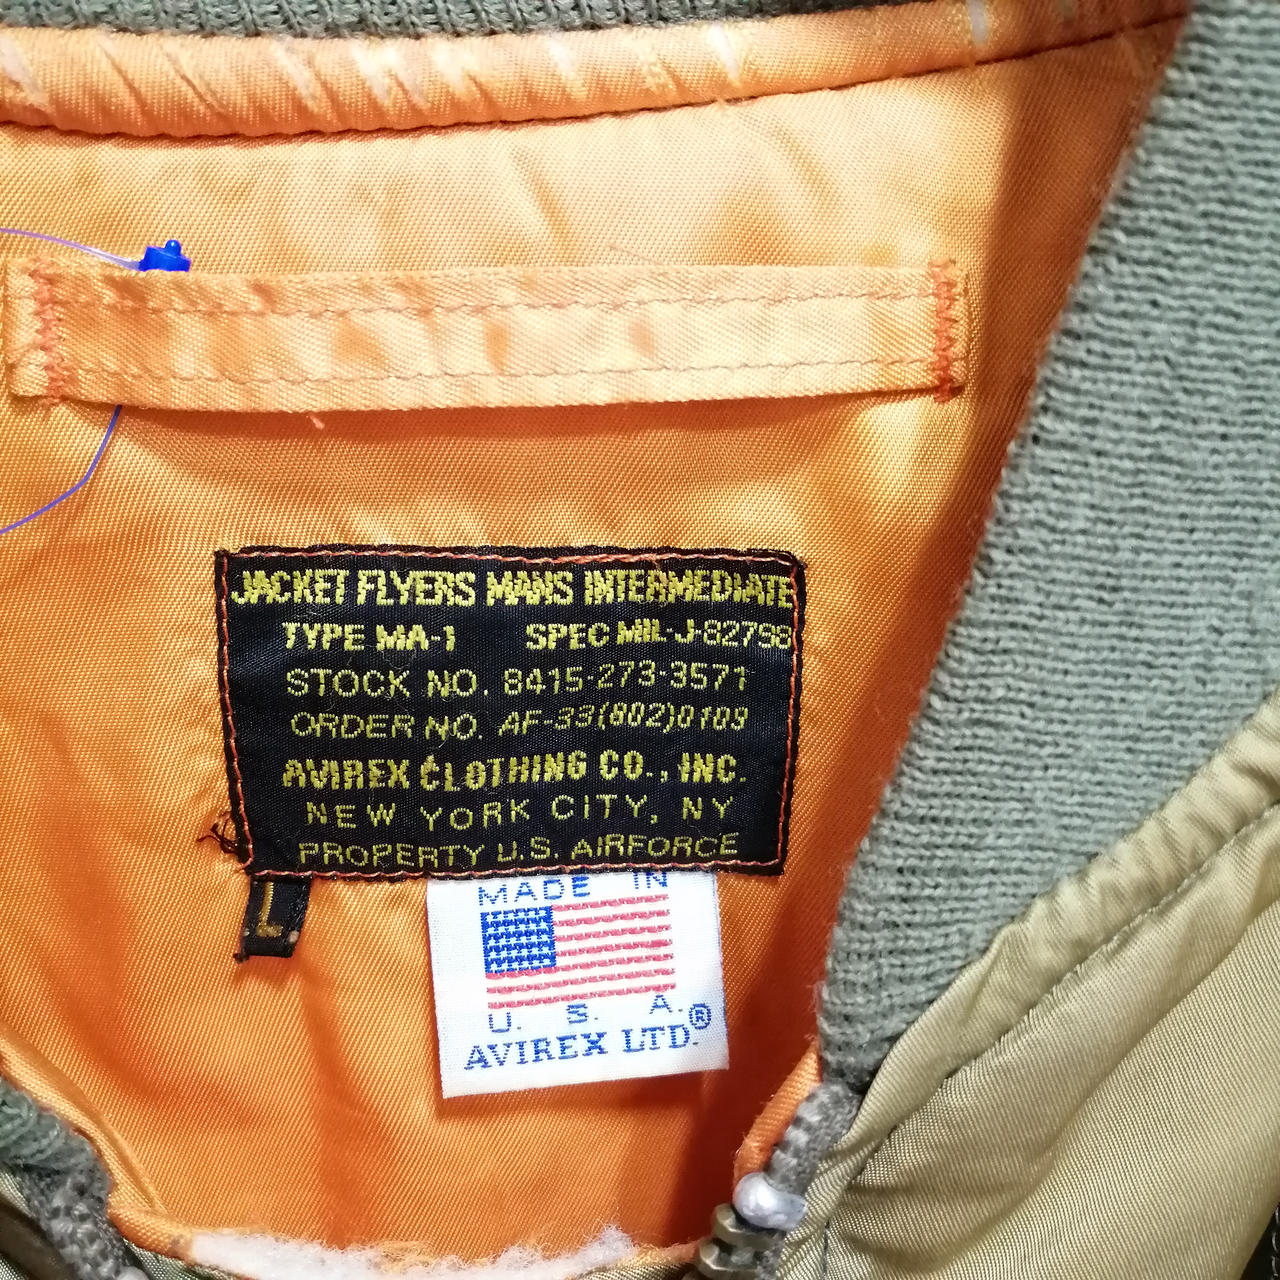 JACKET FLYERS MANS INTERMEDIATE
TYPE MA-1 SPEC MIL-J-82798
STOCK NO. 8415-273-3571
ORDER NO. AF-33(802)0109
AVIREX CLOTHING CO., INC.
NEW YORK CITY, NY
PROPERTY U.S. AIRFORCE
L
MADE IN
U. S. A.
AVIREX LTD.®